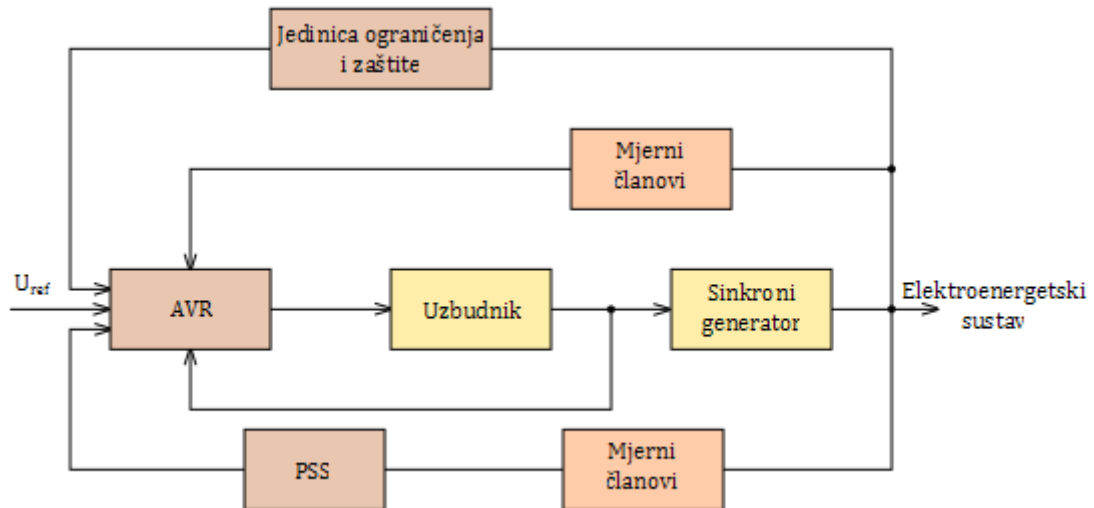 Jedinica ograničenja
i zaštite
Mjerni
članovi
Uref
AVR
Uzbudnik
Sinkroni
generator
Elektroenergetski
sustav
PSS
Mjerni
članovi